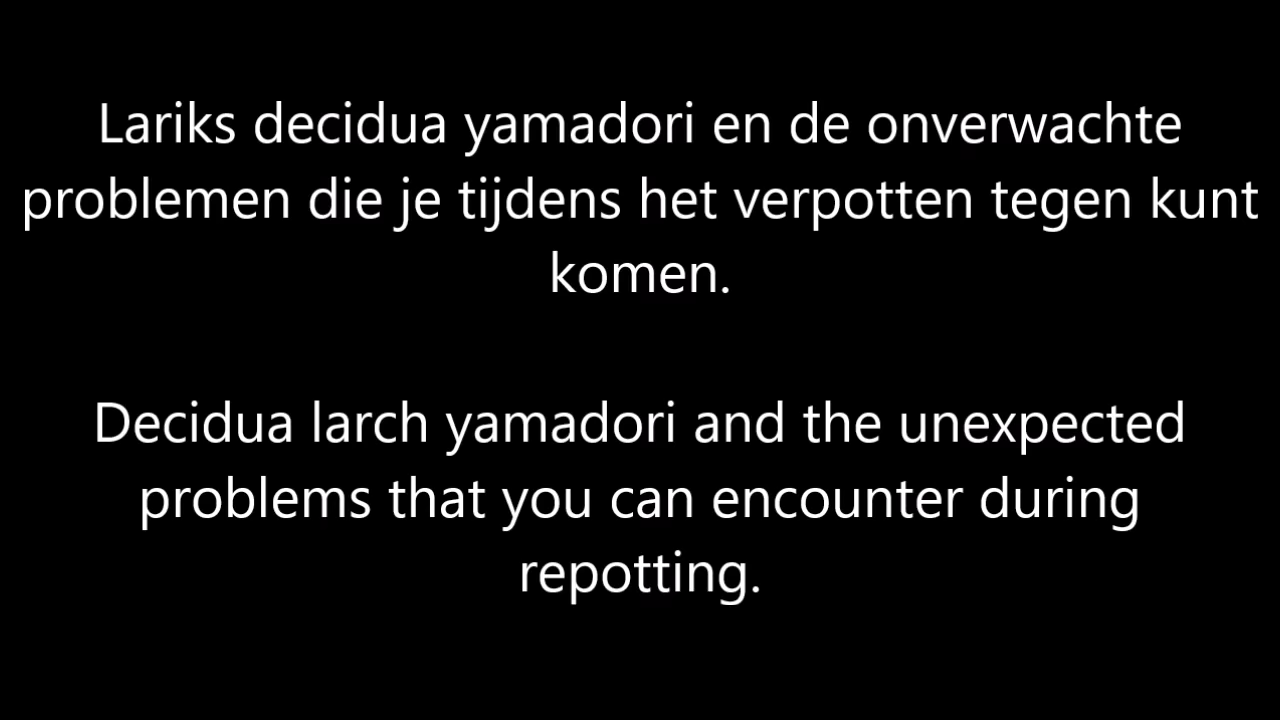 Lariks decidua yamadori en de onverwachte
problemen die je tijdens het verpotten tegen kunt
komen.
Decidua larch yamadori and the unexpected
problems that you can encounter during
repotting.